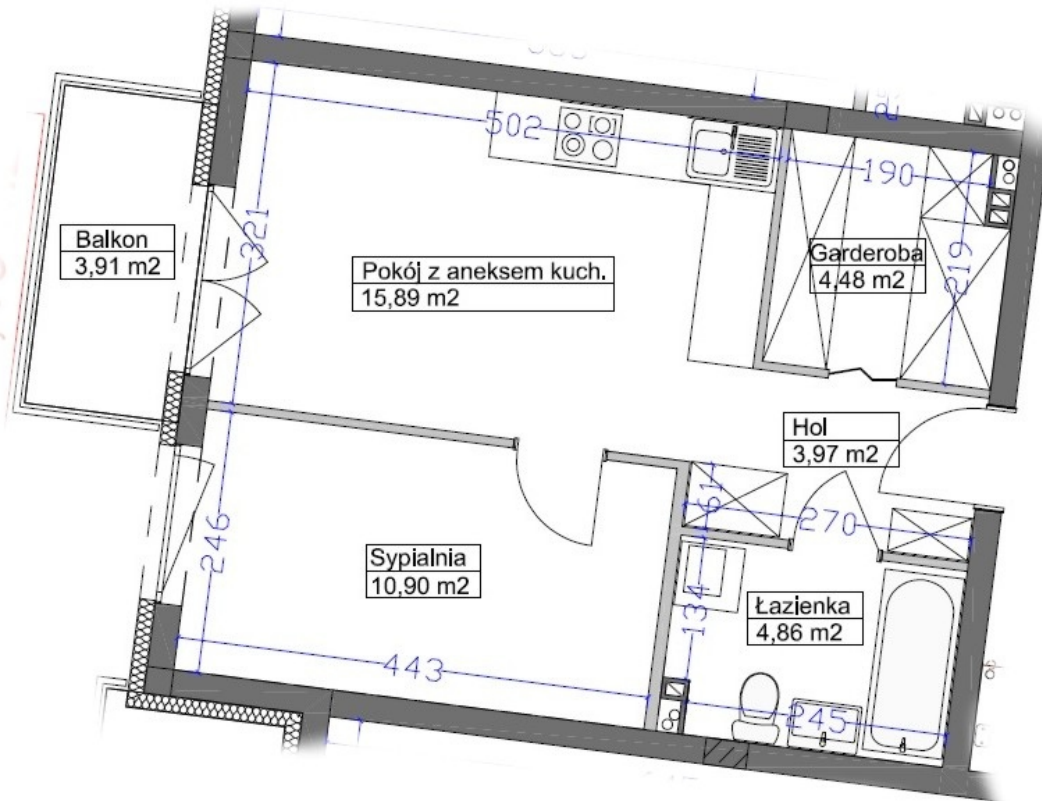 502
190
321
219
Balkon
3,91 m2
Pokój z aneksem kuch.
15,89 m2
Garderoba
4,48 m2
Hol
3,97 m2
61
270
246
Sypialnia
10,90 m2
134
Łazienka
4,86 m2
443
245